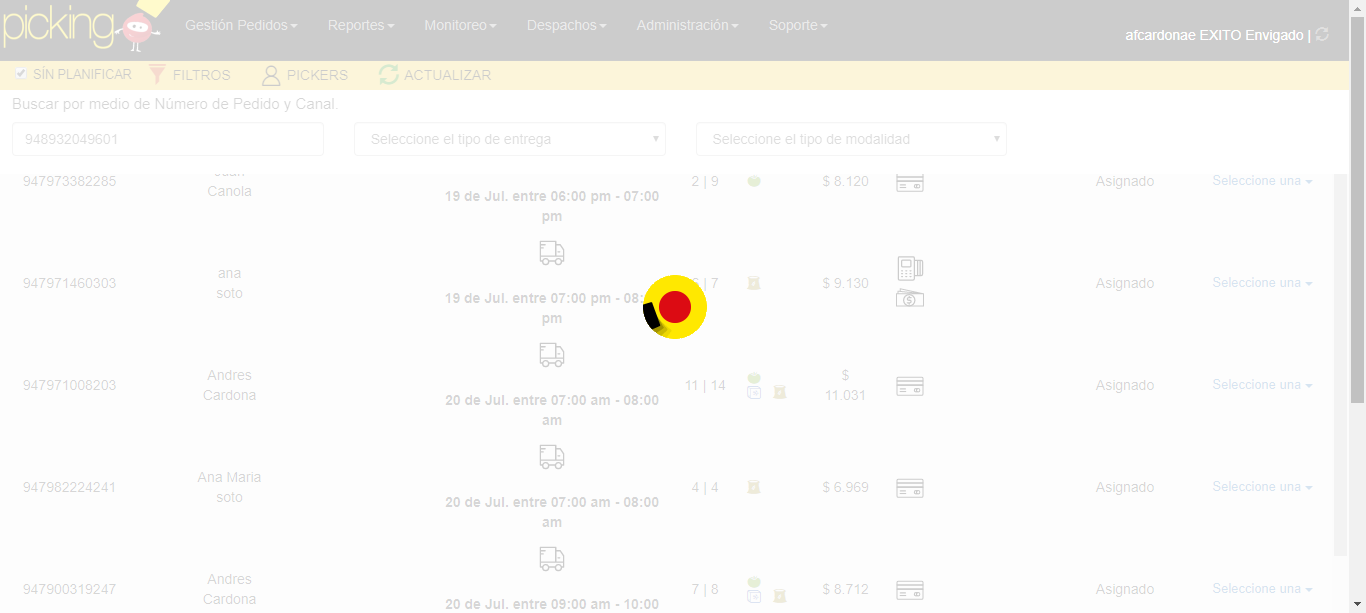 picking
Gestión Pedidos Reportes Monitoreo Despachos Administración Soporte
afcardonae EXITO Envigado |
SÍN PLANIFICAR FILTROS PICKERS ACTUALIZAR
Buscar por medio de Número de Pedido y Canal.
948932049601 Seleccione el tipo de entrega Seleccione el tipo de modalidad
947973382285 Canola 19 de Jul. entre 06:00 pm - 07:00 pm 2 | 9 $ 8.120 Asignado Seleccione una
947971460303 ana soto 19 de Jul. entre 07:00 pm - 08: pm | 7 $ 9.130 Asignado Seleccione una
947971008203 Andres Cardona 20 de Jul. entre 07:00 am - 08:00 am 11 | 14 $ 11.031 Asignado Seleccione una
947982224241 Ana Maria soto 20 de Jul. entre 07:00 am - 08:00 am 4 | 4 $ 6.969 Asignado Seleccione una
947900319247 Andres Cardona 20 de Jul. entre 09:00 am - 10:00 7 | 8 $ 8.712 Asignado Seleccione una